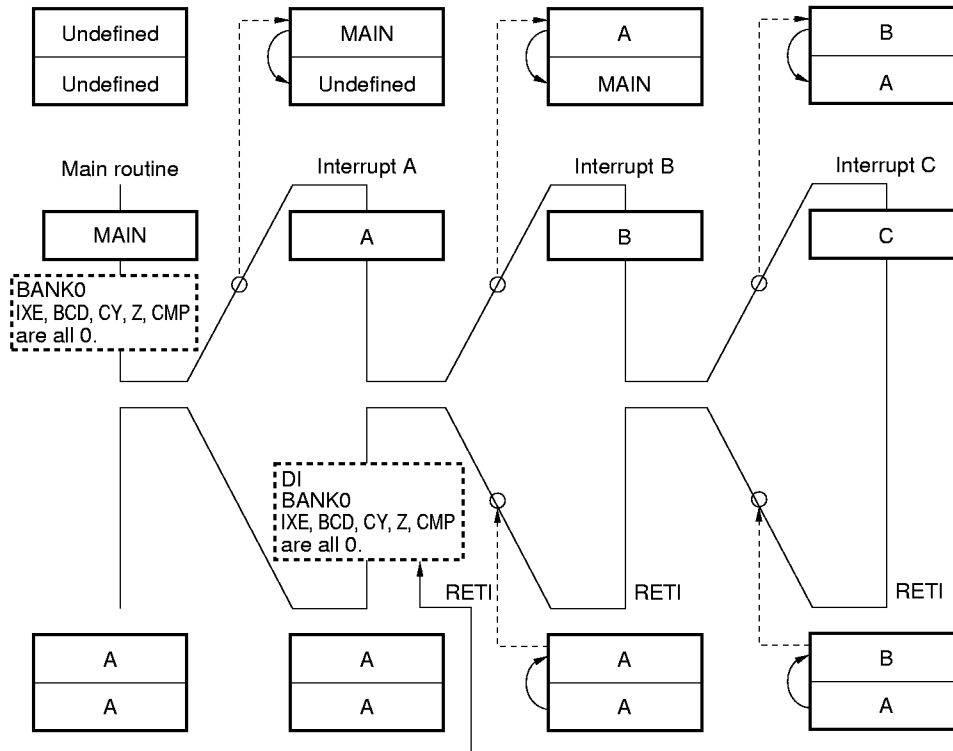 Undefined
Undefined
MAIN
Undefined
A
MAIN
B
A
Main routine
Interrupt A
Interrupt B
Interrupt C
MAIN
A
B
C
BANK0
IXE, BCD, CY, Z, CMP
are all 0.
DI
BANK0
IXE, BCD, CY, Z, CMP
are all 0.
RETI
RETI
RETI
A
A
A
A
A
A
B
A